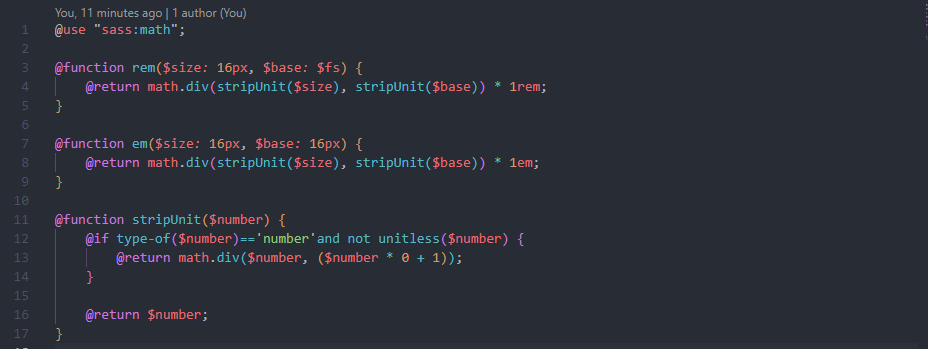 You, 11 minutes ago | 1 author (You)
1 @use "sass:math";
2
3 @function rem($size: 16px, $base: $fs) {
4     @return math.div(stripUnit($size), stripUnit($base)) * 1rem;
5 }
6
7 @function em($size: 16px, $base: 16px) {
8     @return math.div(stripUnit($size), stripUnit($base)) * 1em;
9 }
10
11 @function stripUnit($number) {
12     @if type-of($number)=='number'and not unitless($number) {
13         @return math.div($number, ($number * 0 + 1));
14     }
15
16     @return $number;
17 }